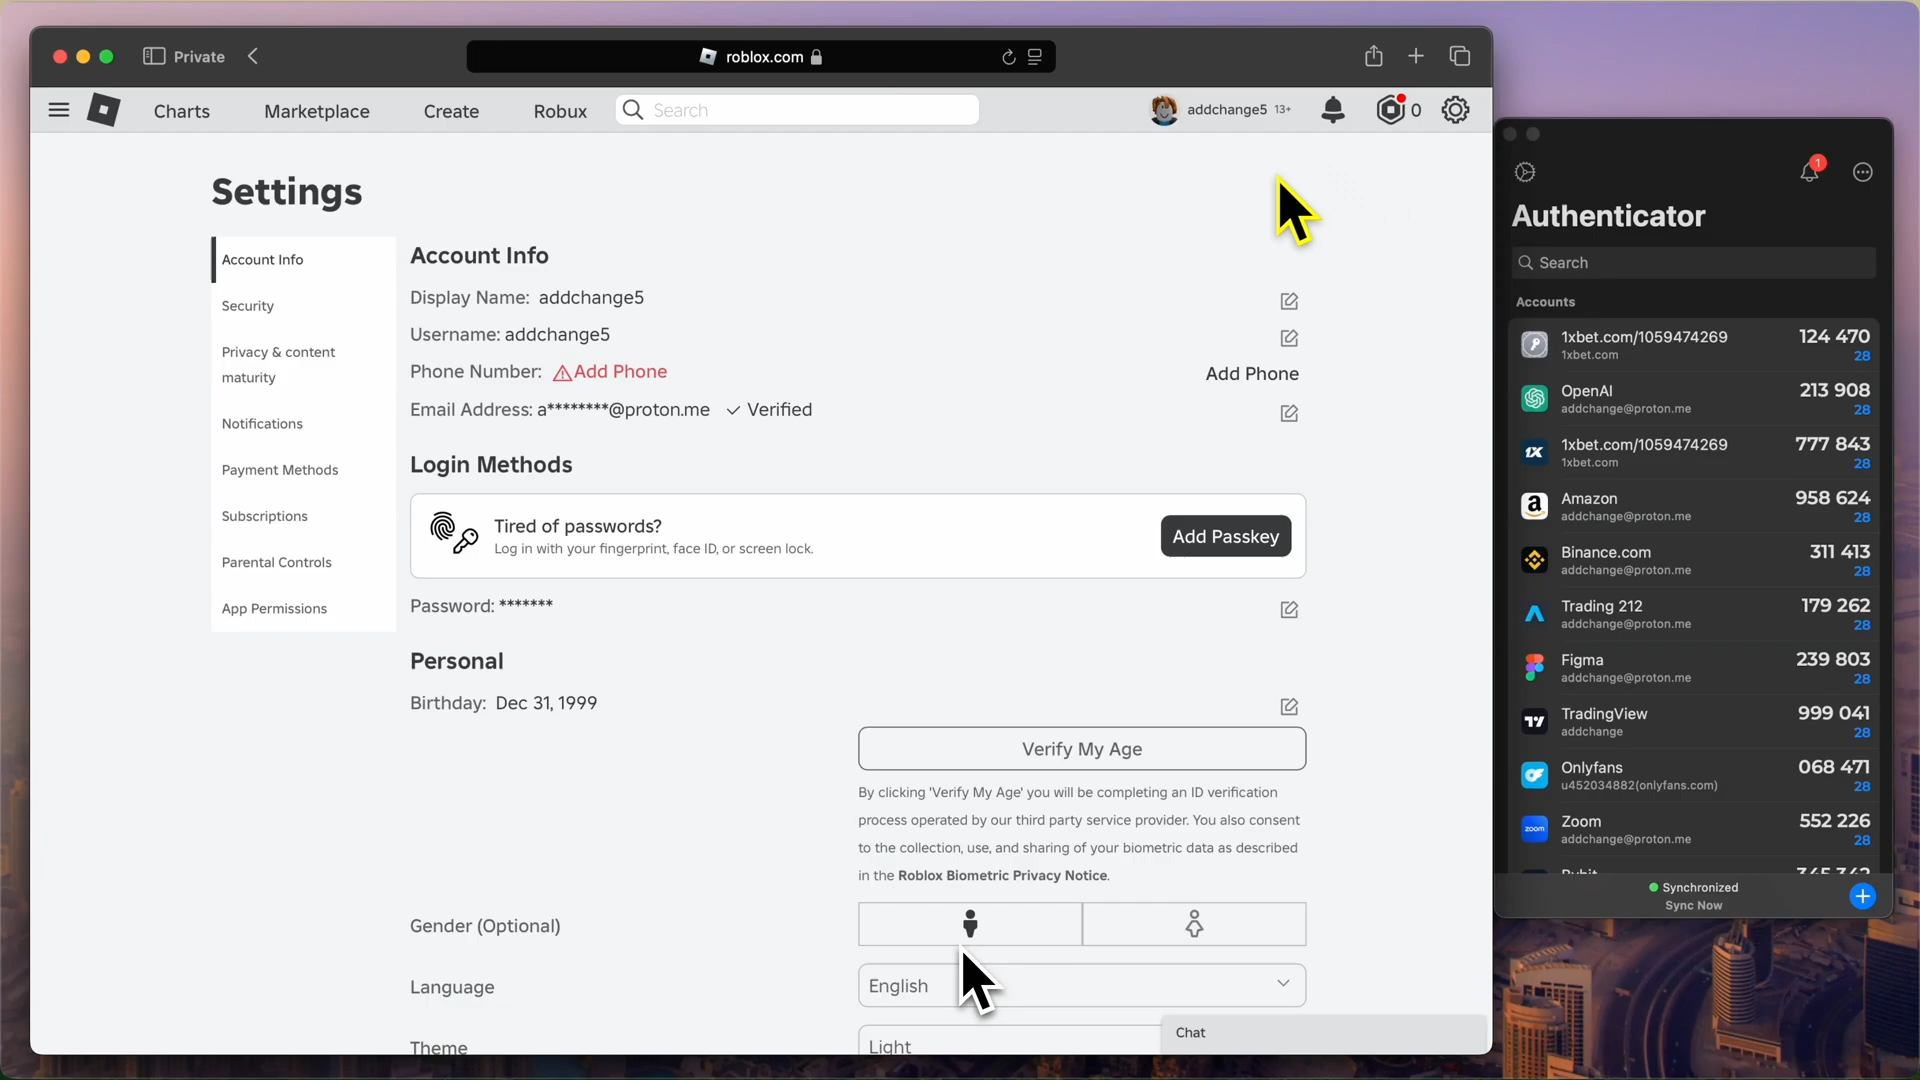 Private
roblox.com
Charts
Marketplace
Create
Robux
Search
addchange5 13+
0
Settings
Account Info
Security
Privacy & content
maturity
Notifications
Payment Methods
Subscriptions
Parental Controls
App Permissions
Account Info
Display Name: addchange5
Username: addchange5
Phone Number: Add Phone
Add Phone
Email Address: a********@proton.me ✓ Verified
Login Methods
Tired of passwords?
Log in with your fingerprint, face ID, or screen lock.
Add Passkey
Password: *******
Personal
Birthday: Dec 31, 1999
Verify My Age
By clicking 'Verify My Age' you will be completing an ID verification
process operated by our third party service provider. You also consent
to the collection, use, and sharing of your biometric data as described
in the Roblox Biometric Privacy Notice.
Gender (Optional)
Language
English
Theme
Light
Chat
1
Authenticator
Search
Accounts
1xbet.com/1059474269 124 470
1xbet.com 28
OpenAI 213 908
addchange@proton.me 28
1X
1xbet.com/1059474269 777 843
1xbet.com 28
a
Amazon 958 624
addchange@proton.me 28
Binance.com 311 413
addchange@proton.me 28
Trading 212 179 262
addchange@proton.me 28
Figma 239 803
addchange@proton.me 28
TradingView 999 041
addchange 28
Onlyfans 068 471
u452034882(onlyfans.com) 28
zoom
Zoom 552 226
addchange@proton.me 28
Synchronized
Sync Now